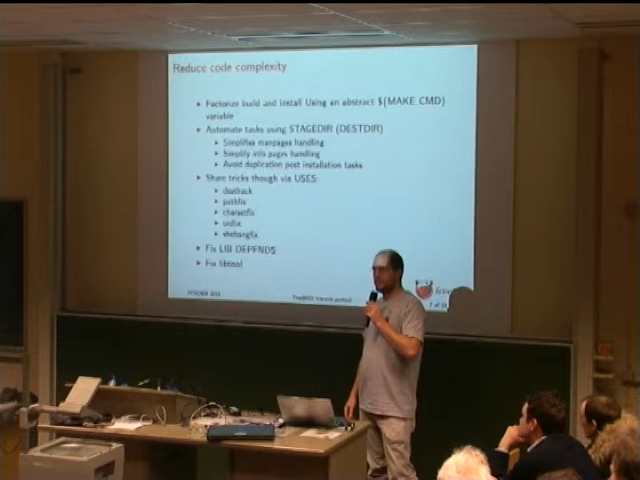 Reduce code complexity
Factorize build and install Using an abstract ${MAKE_CMD}
variable
Automate tasks using STAGEDIR (DESTDIR)
Simplifies manpages handling
Simplify info pages handling
Avoid duplication post installation tasks
Share tricks though via USES:
pathfix
charsetfix
shebangfix
Fix LIB_DEPENDS
Fix libtool